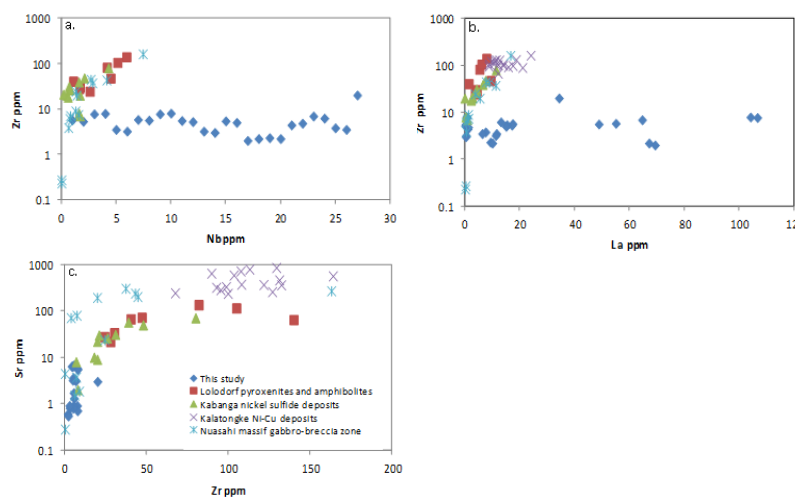 a.
1000
100
10
1
0.1
Zr ppm
0 5 10 15 20 25 30
Nb ppm
b.
1000
100
10
1
0.1
Zr ppm
0 20 40 60 80 100 120
La ppm
c.
1000
100
10
1
0.1
Sr ppm
This study
Lolodorf pyroxenites and amphibolites
Kabanga nickel sulfide deposits
Kalatongke Ni-Cu deposits
Nuasahi massif gabbro-breccia zone
0 50 100 150 200
Zr ppm